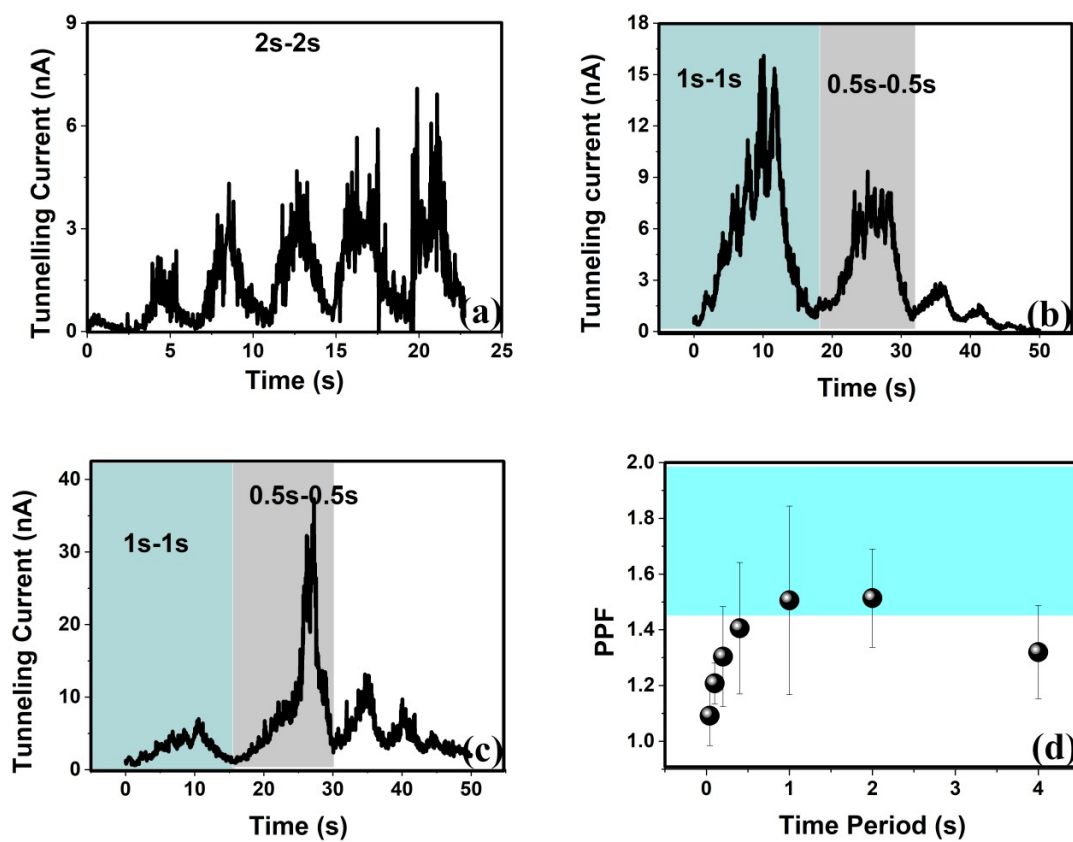 2s-2s
Tunnelling Current (nA)
9
6
3
0
0 5 10 15 20 25
Time (s)
(a)
1s-1s
0.5s-0.5s
Tunneling current (nA)
18
15
12
9
6
3
0
0 10 20 30 40 50
Time (s)
(b)
1s-1s
0.5s-0.5s
Tunneling Current (nA)
40
30
20
10
0
0 10 20 30 40 50
Time (s)
(c)
PPF
2.0
1.8
1.6
1.4
1.2
1.0
0 1 2 3 4
Time Period (s)
(d)